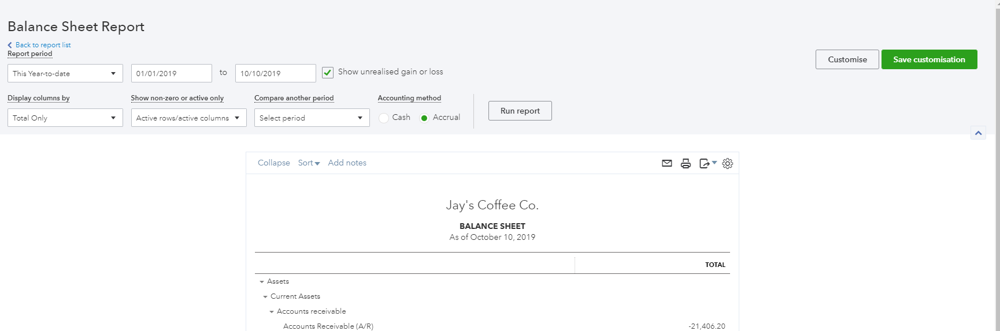 Balance Sheet Report
Back to report list
Report period
This Year-to-date 01/01/2019 to 10/10/2019 Show unrealised gain or loss
Customise Save customisation
Display columns by Show non-zero or active only Compare another period Accounting method
Total Only Active rows/active columns Select period Cash Accrual Run report
Collapse Sort Add notes
Jay's Coffee Co.
BALANCE SHEET
As of October 10, 2019
TOTAL
Assets
Current Assets
Accounts receivable
Accounts Receivable (A/R) -21,406.20